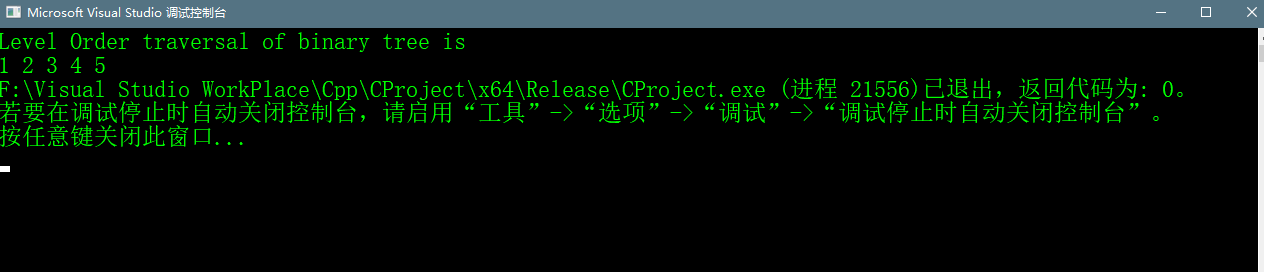 Microsoft Visual Studio 调试控制台
Level Order traversal of binary tree is
1 2 3 4 5
F:\Visual Studio WorkPlace\Cpp\CProject\x64\Release\CProject.exe (进程 21556)已退出，返回代码为: 0。
若要在调试停止时自动关闭控制台，请启用“工具”->“选项”->“调试”->“调试停止时自动关闭控制台”。
按任意键关闭此窗口...